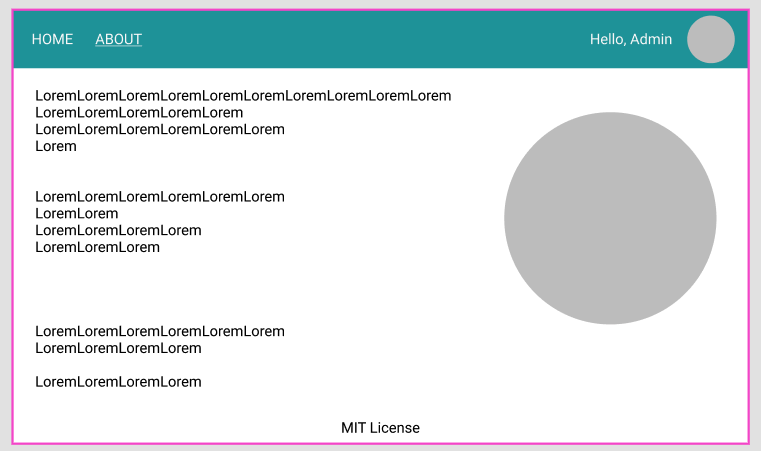 HOME ABOUT Hello, Admin
LoremLoremLoremLoremLoremLoremLoremLoremLoremLorem
LoremLoremLoremLoremLorem
LoremLoremLoremLoremLoremLorem
Lorem
LoremLoremLoremLoremLoremLorem
LoremLorem
LoremLoremLoremLorem
LoremLoremLorem
LoremLoremLoremLoremLoremLorem
LoremLoremLoremLorem
LoremLoremLoremLorem
MIT License